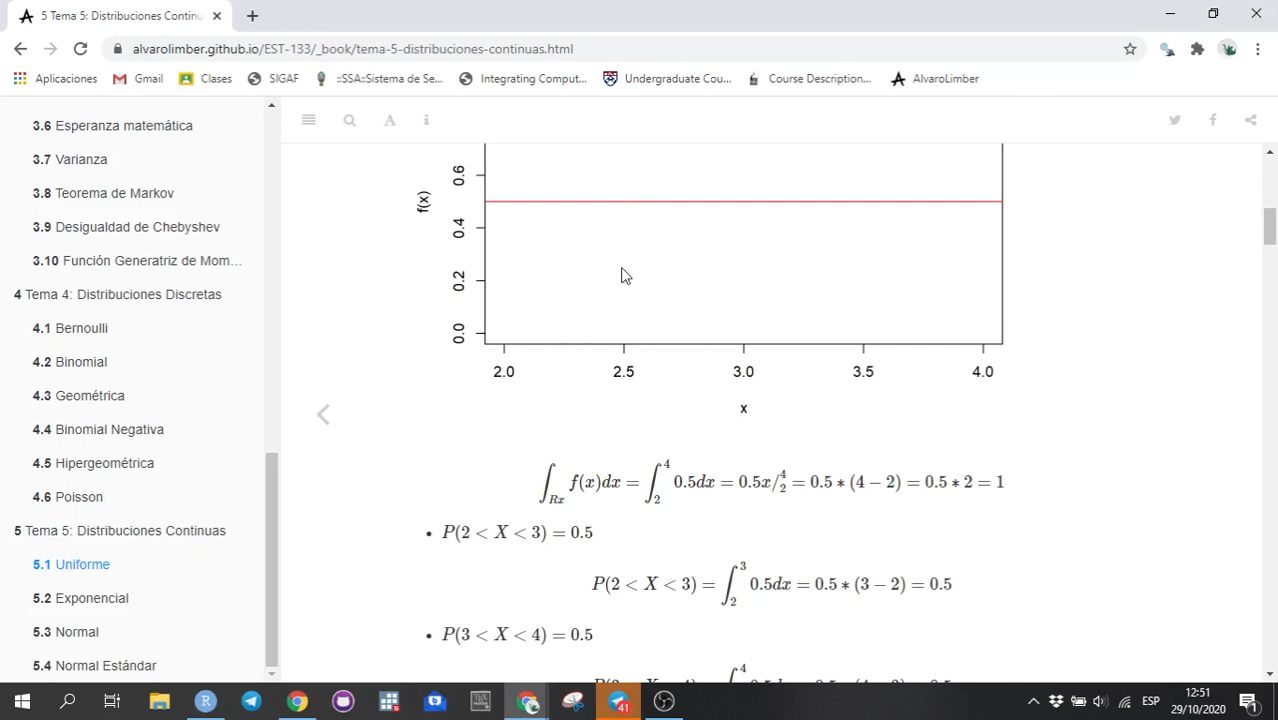 5 Tema 5: Distribuciones Continu
alvarolimber.github.io/EST-133/_book/tema-5-distribuciones-continuas.html
Aplicaciones Gmail Clases SIGAF ::SSA::Sistema de Se... Integrating Comput... Undergraduate Cou... Course Description... AlvaroLimber
3.6 Esperanza matemática
3.7 Varianza
3.8 Teorema de Markov
3.9 Desigualdad de Chebyshev
3.10 Función Generatriz de Mom...
4 Tema 4: Distribuciones Discretas
4.1 Bernoulli
4.2 Binomial
4.3 Geométrica
4.4 Binomial Negativa
4.5 Hipergeométrica
4.6 Poisson
5 Tema 5: Distribuciones Continuas
5.1 Uniforme
5.2 Exponencial
5.3 Normal
5.4 Normal Estándar
A i
f(x)
0.6
0.4
0.2
0.0
2.0 2.5 3.0 3.5 4.0
x
∫_{Rx} f(x)dx = ∫_2^4 0.5dx = 0.5x/_2^4 = 0.5 * (4 − 2) = 0.5 * 2 = 1
• P(2 < X < 3) = 0.5
P(2 < X < 3) = ∫_2^3 0.5dx = 0.5 * (3 − 2) = 0.5
• P(3 < X < 4) = 0.5
41
ESP
12:51
29/10/2020
1